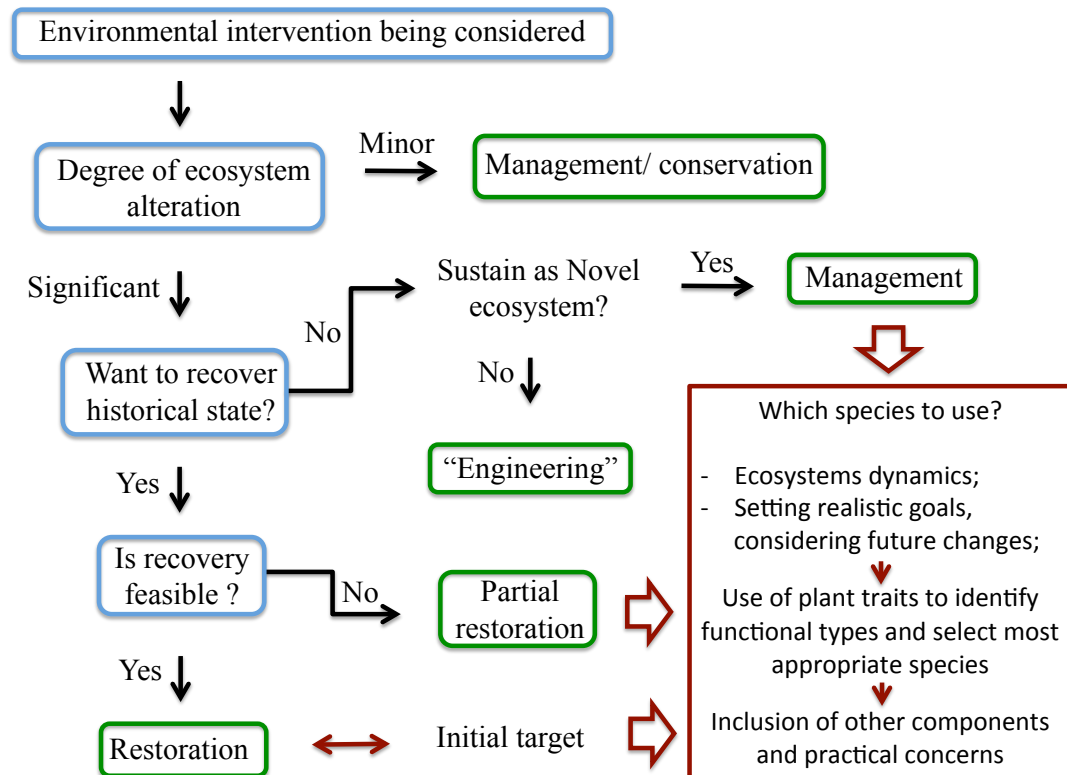 Environmental intervention being considered
Minor
Degree of ecosystem
alteration
Management/ conservation
Significant
No
Sustain as Novel
ecosystem?
Yes
Management
Want to recover
historical state?
No
"Engineering"
Yes
Is recovery
feasible ?
No
Partial
restoration
Yes
Restoration
Initial target
Which species to use?
- Ecosystems dynamics;
- Setting realistic goals,
considering future changes;
Use of plant traits to identify
functional types and select most
appropriate species
Inclusion of other components
and practical concerns